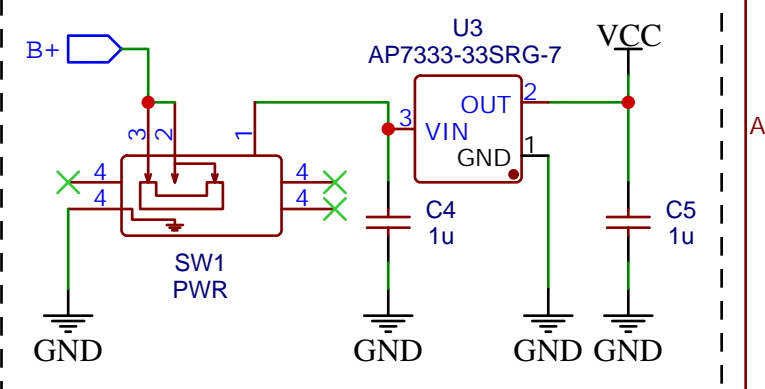 U3
AP7333-33SRG-7
VCC
B+
OUT
2
3
VIN
GND
1
A
3
2
1
4
4
4
4
C4
1u
C5
1u
SW1
PWR
GND
GND
GND
GND